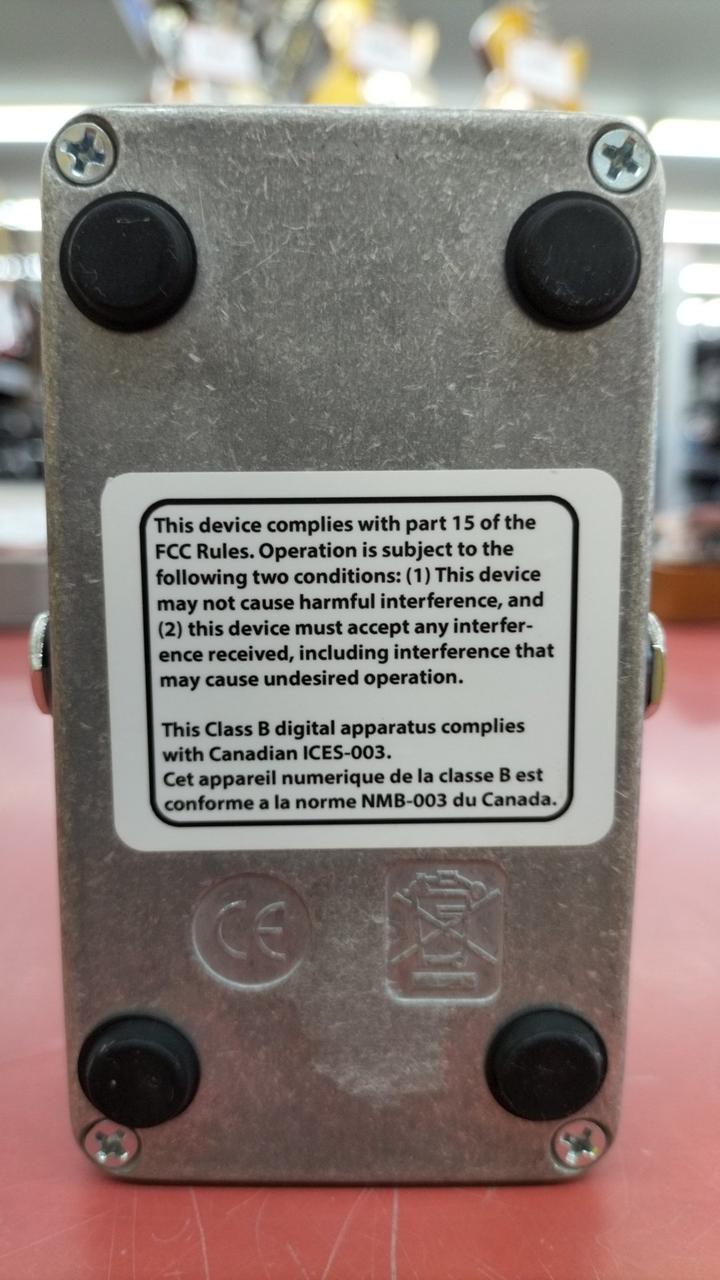 This device complies with part 15 of the
FCC Rules. Operation is subject to the
following two conditions: (1) This device
may not cause harmful interference, and
(2) this device must accept any interfer-
ence received, including interference that
may cause undesired operation.
This Class B digital apparatus complies
with Canadian ICES-003.
Cet appareil numerique de la classe B est
conforme a la norme NMB-003 du Canada.
CE